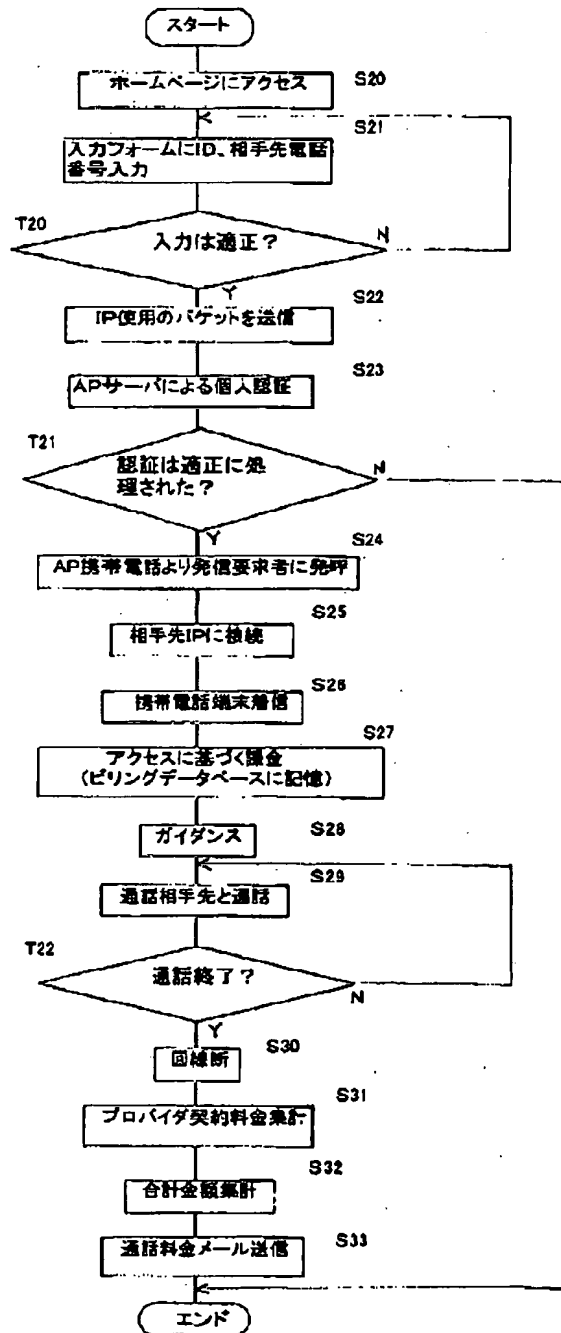 スタート
ホームページにアクセス
S20
S21
入力フォームにID、相手先電話
番号入力
T20
入力は適正？
N
Y
S22
IP使用のパケットを送信
S23
APサーバによる個人認証
T21
認証は適正に処
理された？
N
Y
S24
AP携帯電話より発信要求者に発呼
S25
相手先IPに接続
S26
携帯電話端末着信
S27
アクセスに基づく課金
(ビリングデータベースに記憶)
S28
ガイダンス
S29
通話相手先と通話
T22
通話終了？
N
Y
S30
回線断
S31
プロバイダ契約料金集計
S32
合計金額集計
S33
通話料金メール送信
エンド